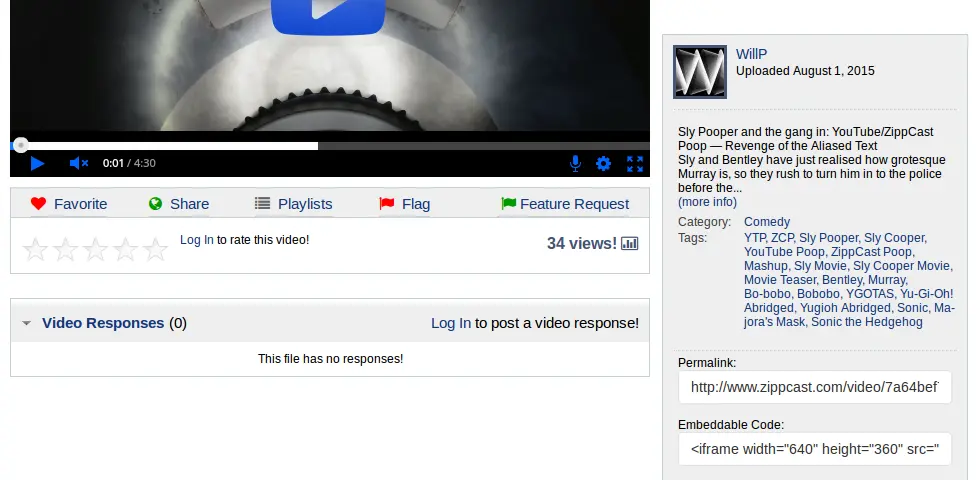 0:01 / 4:30
Favorite
Share
Playlists
Flag
Feature Request
Log In to rate this video!
34 views!
Video Responses (0)
Log In to post a video response!
This file has no responses!
W
WillP
Uploaded August 1, 2015
Sly Pooper and the gang in: YouTube/ZippCast
Poop — Revenge of the Aliased Text
Sly and Bentley have just realised how grotesque
Murray is, so they rush to turn him in to the police
before the...
(more info)
Category: Comedy
Tags: YTP, ZCP, Sly Pooper, Sly Cooper,
YouTube Poop, ZippCast Poop,
Mashup, Sly Movie, Sly Cooper Movie,
Movie Teaser, Bentley, Murray,
Bo-bobo, Bobobo, YGOTAS, Yu-Gi-Oh!
Abridged, Yugioh Abridged, Sonic, Ma-
jora's Mask, Sonic the Hedgehog
Permalink:
http://www.zippcast.com/video/7a64bef
Embeddable Code:
<iframe width="640" height="360" src="